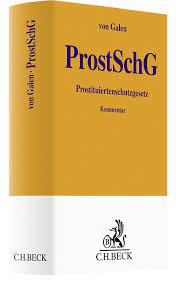 von Galen
ProstSchG
Prostituiertenschutzgesetz
Kommentar
C.H.BECK
von Galen · ProstSchG
C.H.BECK